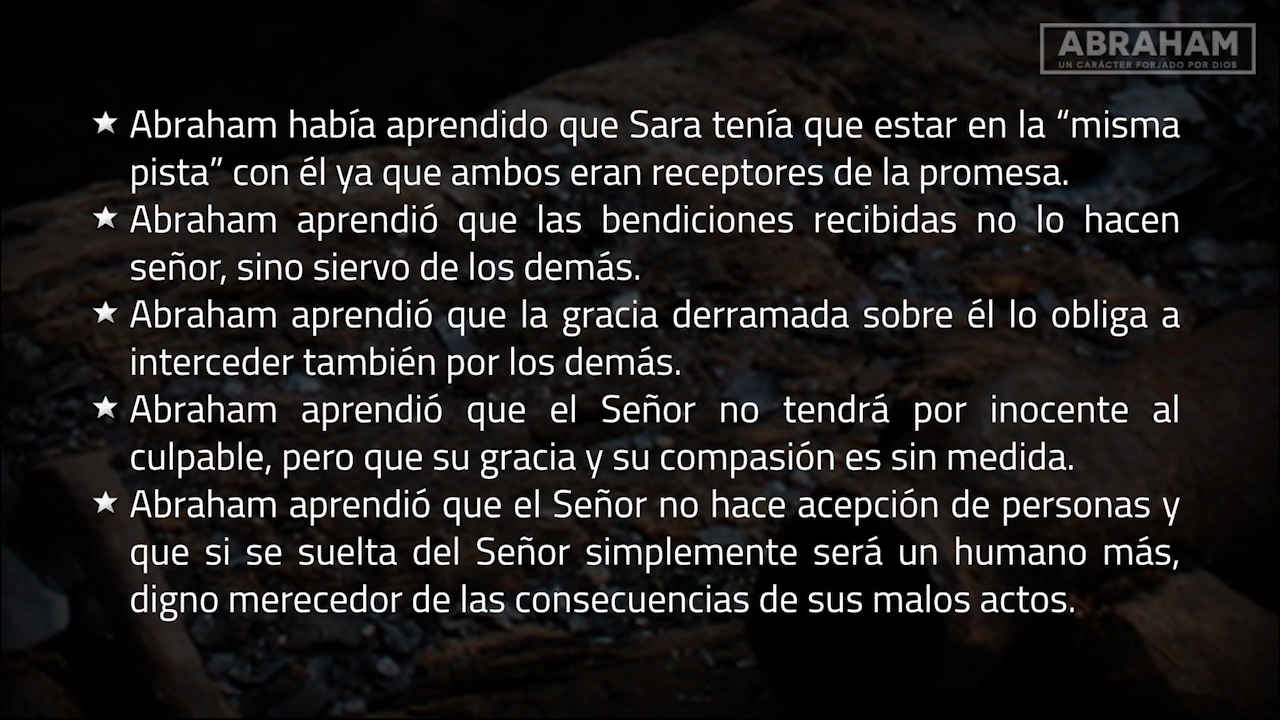 ABRAHAM
UN CARÁCTER FORJADO POR DIOS
★ Abraham había aprendido que Sara tenía que estar en la “misma
pista” con él ya que ambos eran receptores de la promesa.
★ Abraham aprendió que las bendiciones recibidas no lo hacen
señor, sino siervo de los demás.
★ Abraham aprendió que la gracia derramada sobre él lo obliga a
interceder también por los demás.
★ Abraham aprendió que el Señor no tendrá por inocente al
culpable, pero que su gracia y su compasión es sin medida.
★ Abraham aprendió que el Señor no hace acepción de personas y
que si se suelta del Señor simplemente será un humano más,
digno merecedor de las consecuencias de sus malos actos.